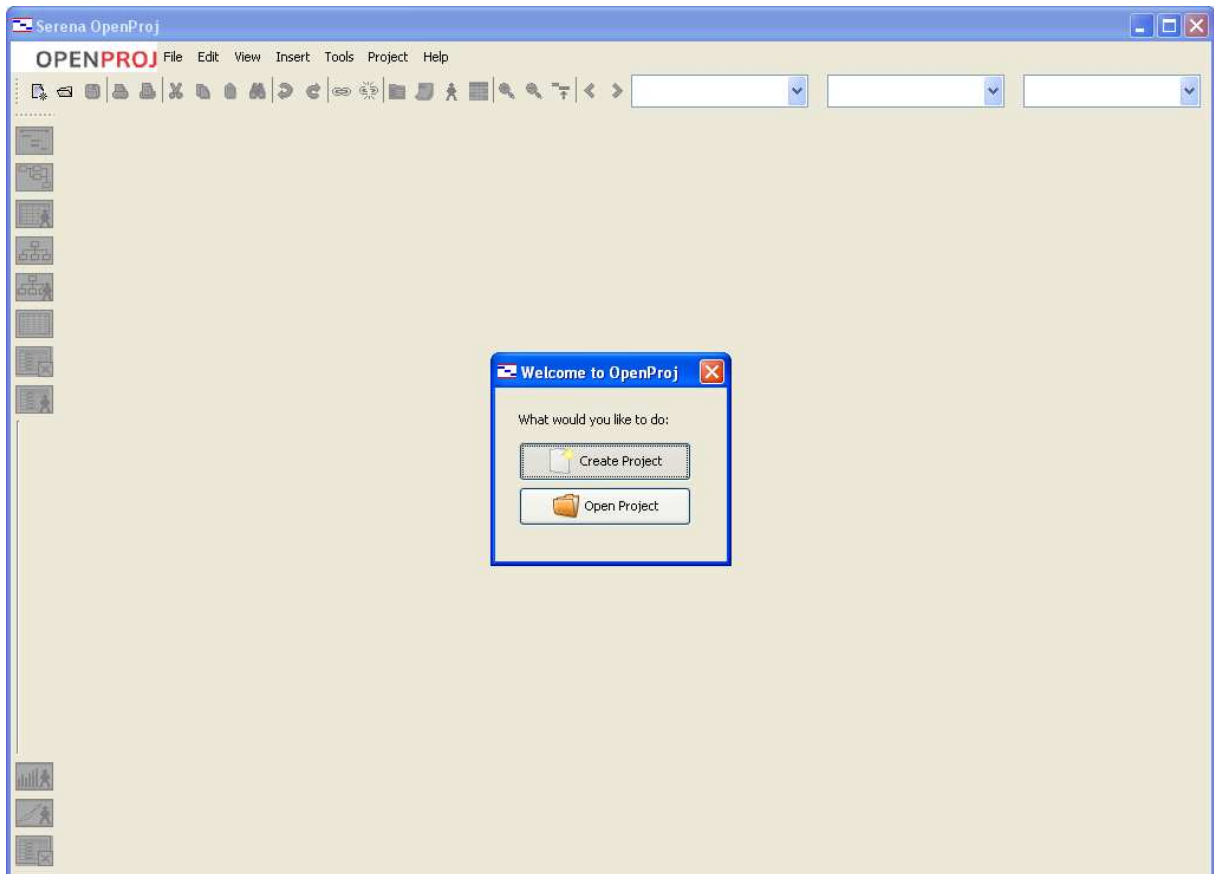 Serena OpenProj
OPENPROJ File Edit View Insert Tools Project Help
Welcome to OpenProj
What would you like to do:
Create Project
Open Project